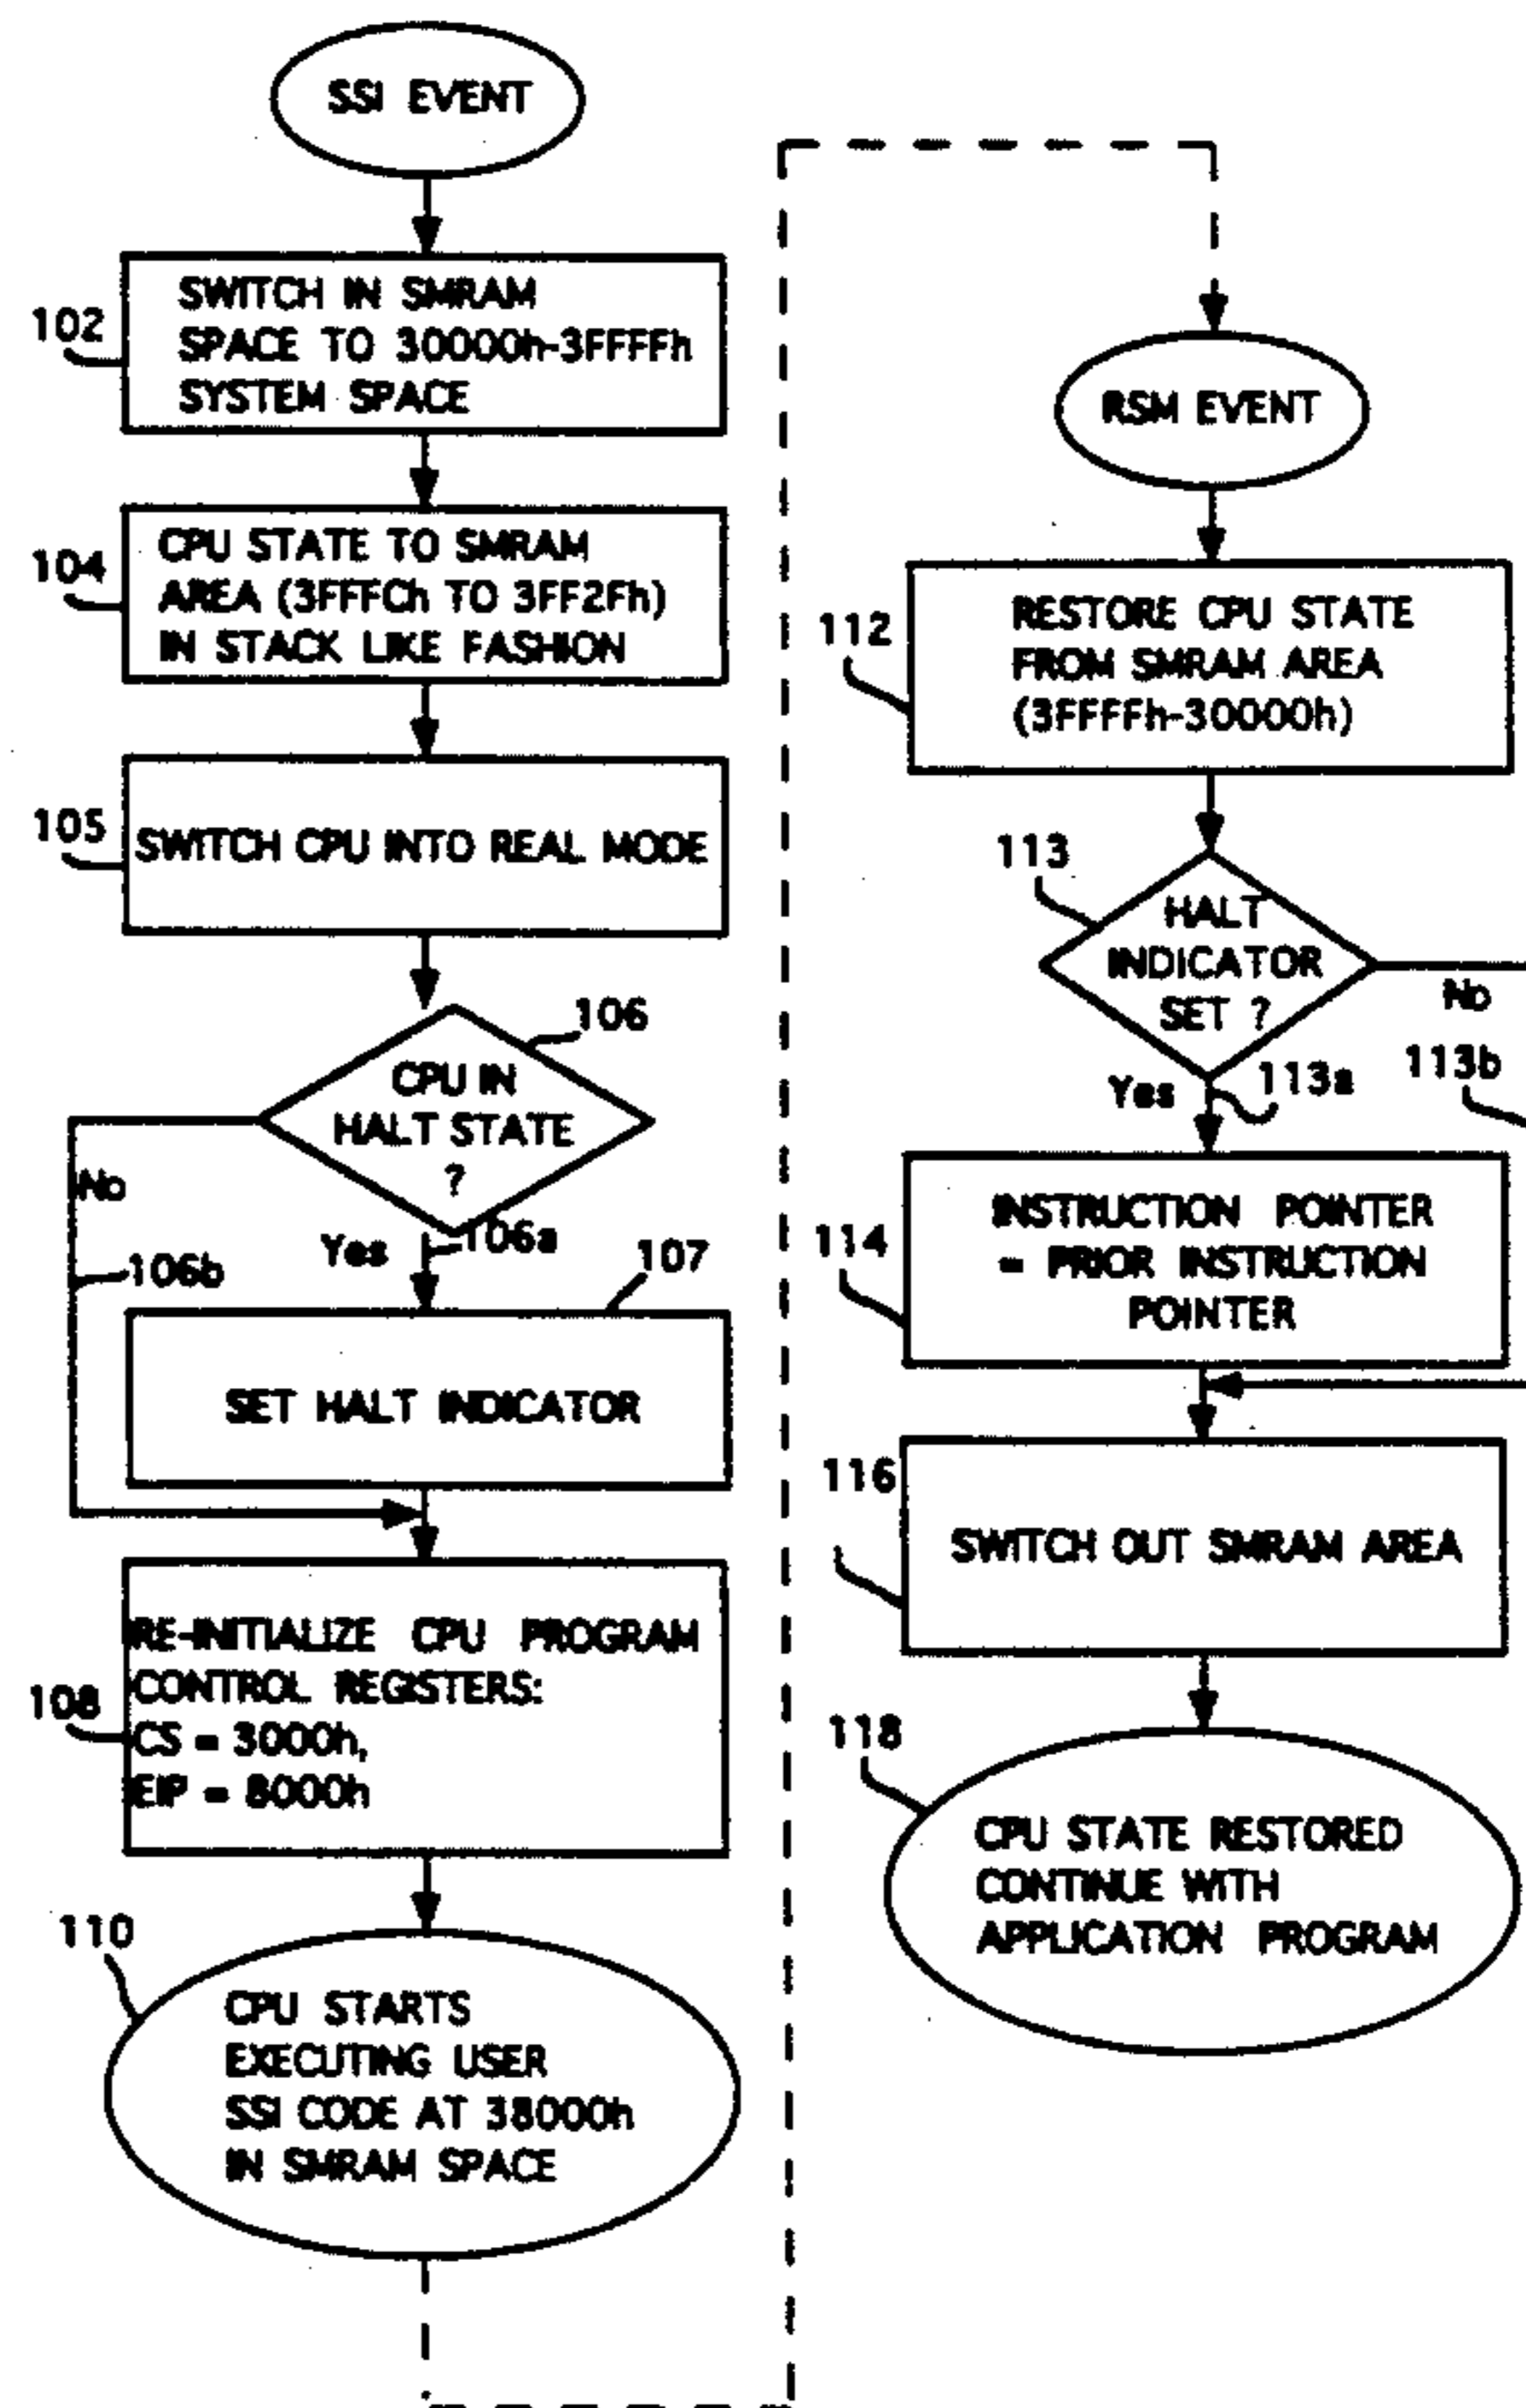 SSI EVENT
102
SWITCH IN SMRAM
SPACE TO 30000h-3FFFFh
SYSTEM SPACE
104
CPU STATE TO SMRAM
AREA (3FFFCh TO 3FF2Fh)
IN STACK LIKE FASHION
105
SWITCH CPU INTO REAL MODE
106
CPU IN
HALT STATE
?
No
106b
Yes
106a
107
SET HALT INDICATOR
108
RE-INITIALIZE CPU PROGRAM
CONTROL REGISTERS:
CS = 3000h,
EIP = 8000h
110
CPU STARTS
EXECUTING USER
SSI CODE AT 38000h
IN SMRAM SPACE
RSM EVENT
112
RESTORE CPU STATE
FROM SMRAM AREA
(3FFFFh-30000h)
113
HALT
INDICATOR
SET ?
No
Yes
113a
113b
114
INSTRUCTION POINTER
= PRIOR INSTRUCTION
POINTER
116
SWITCH OUT SMRAM AREA
118
CPU STATE RESTORED
CONTINUE WITH
APPLICATION PROGRAM